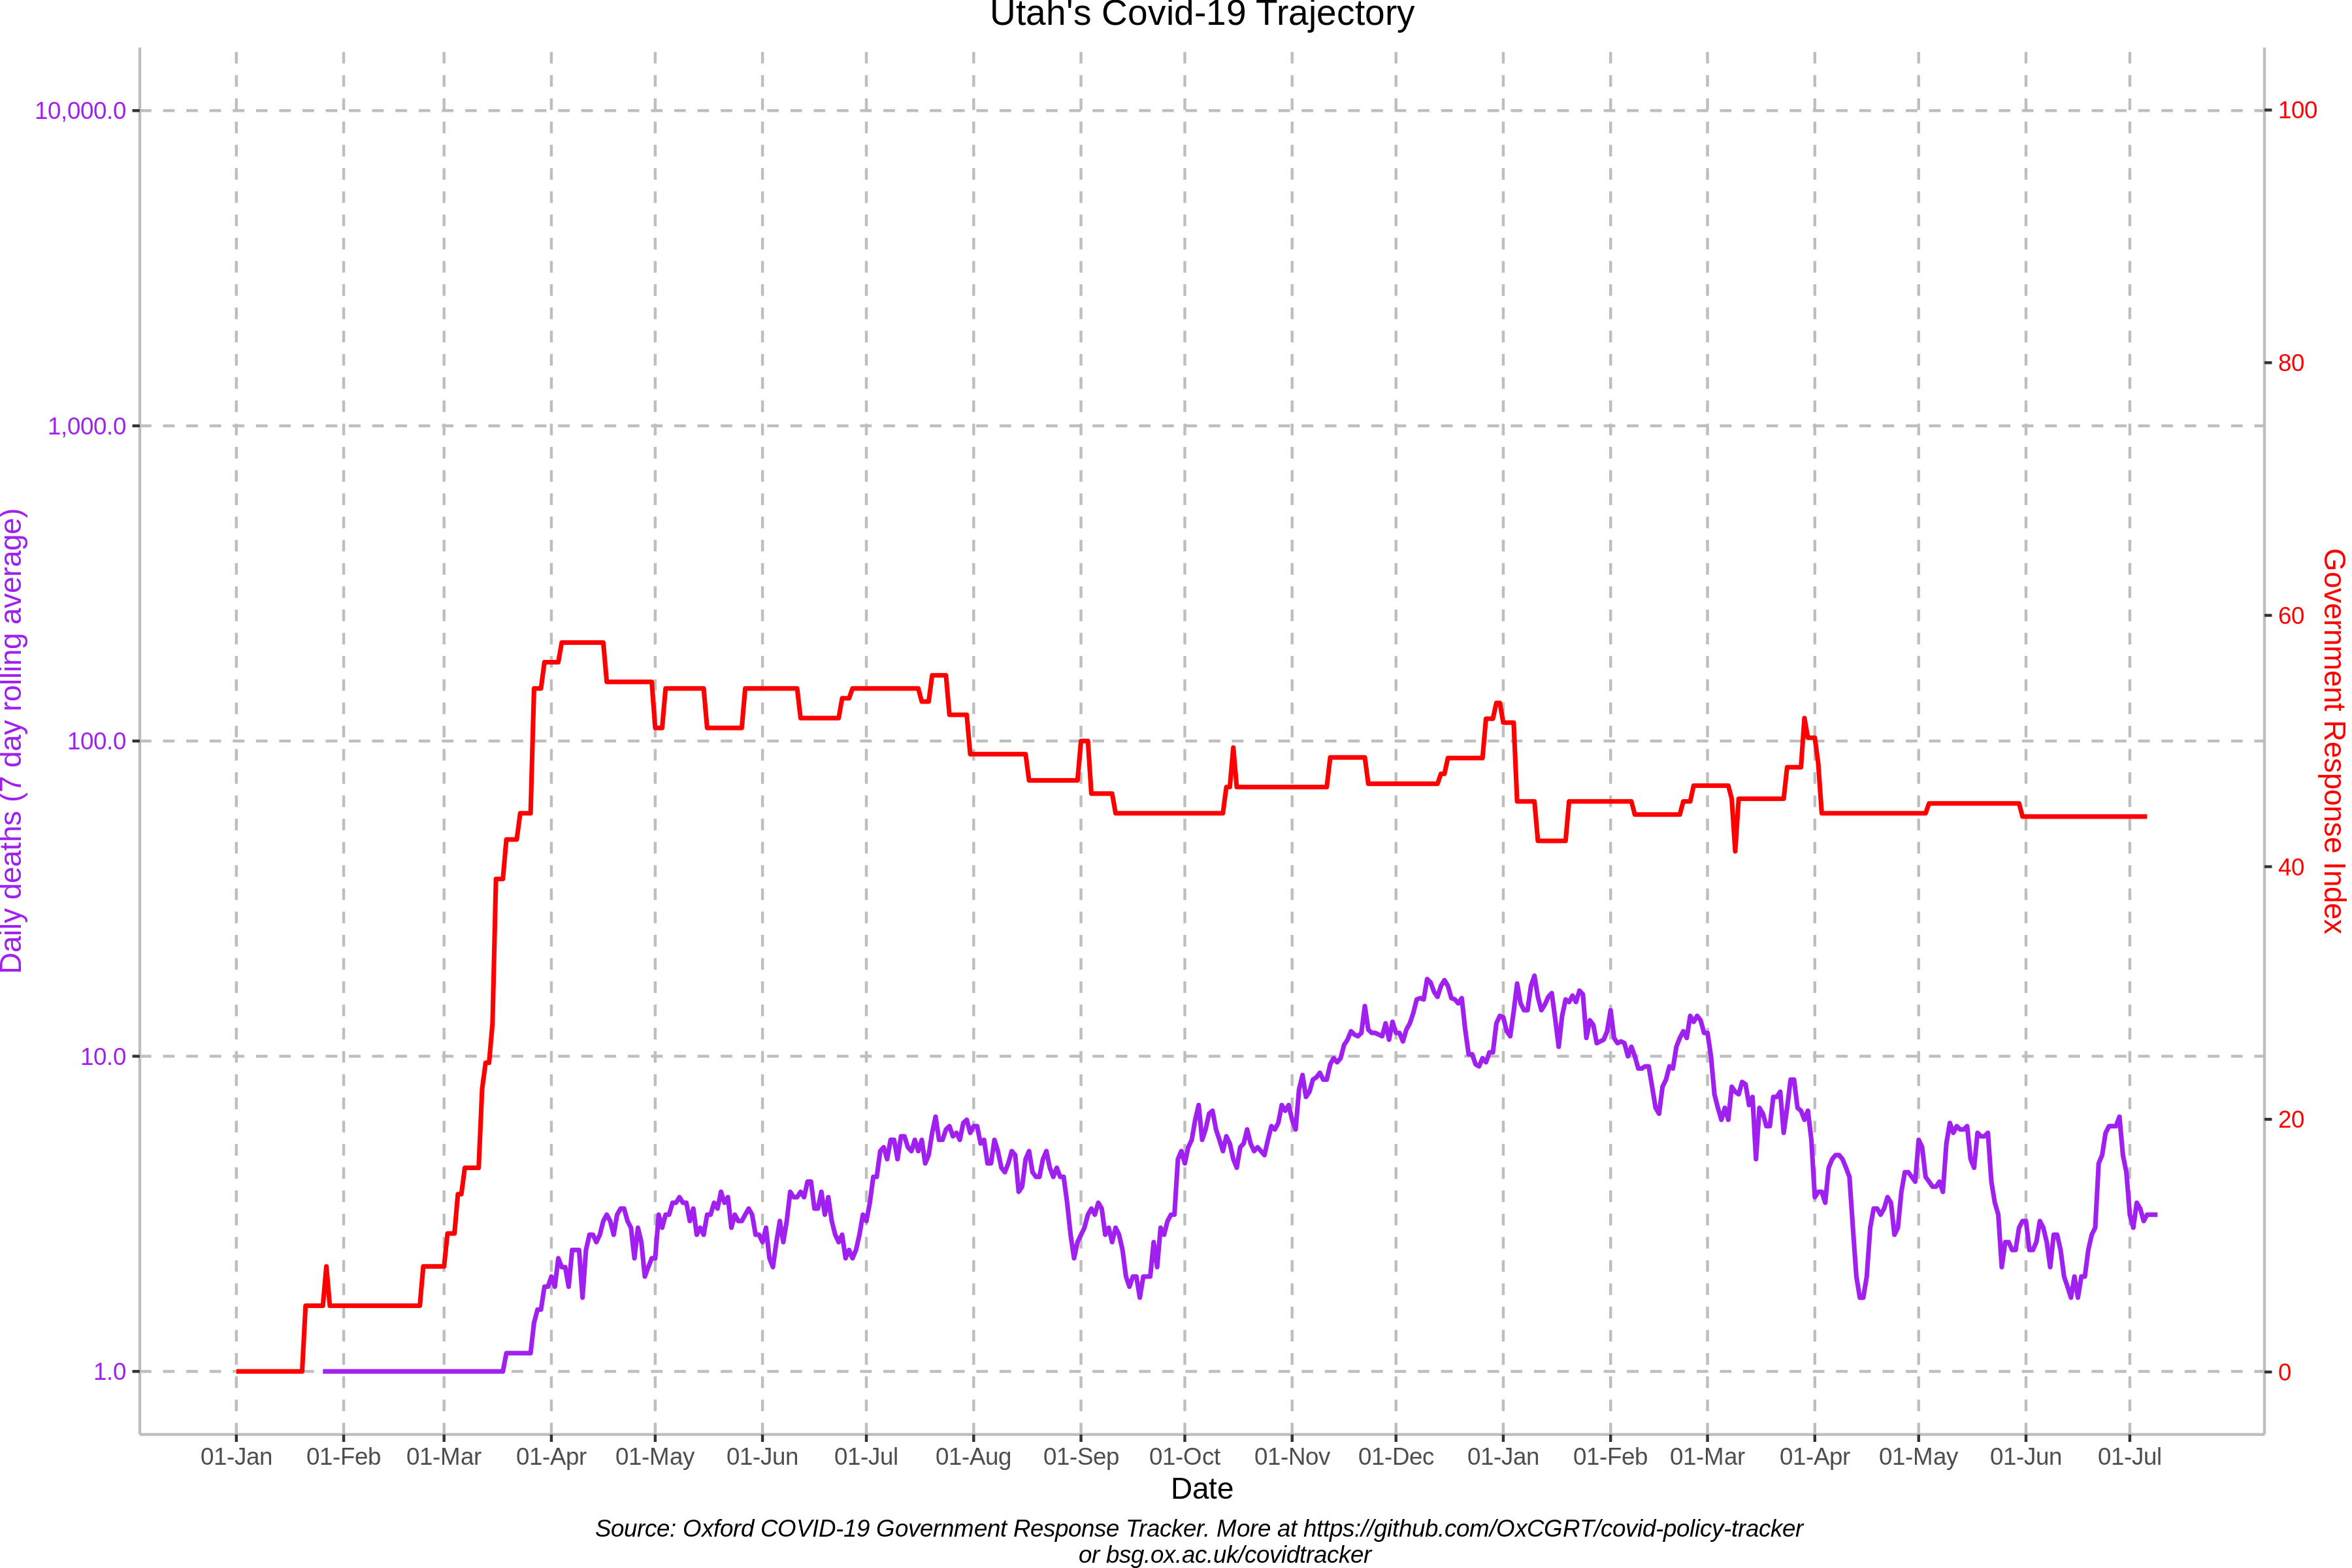 Utah's Covid-19 Trajectory
10,000.0
1,000.0
100.0
10.0
1.0
Daily deaths (7 day rolling average)
100
80
60
40
20
0
Government Response Index
01-Jan 01-Feb 01-Mar 01-Apr 01-May 01-Jun 01-Jul 01-Aug 01-Sep 01-Oct 01-Nov 01-Dec 01-Jan 01-Feb 01-Mar 01-Apr 01-May 01-Jun 01-Jul
Date
Source: Oxford COVID-19 Government Response Tracker. More at https://github.com/OxCGRT/covid-policy-tracker
or bsg.ox.ac.uk/covidtracker